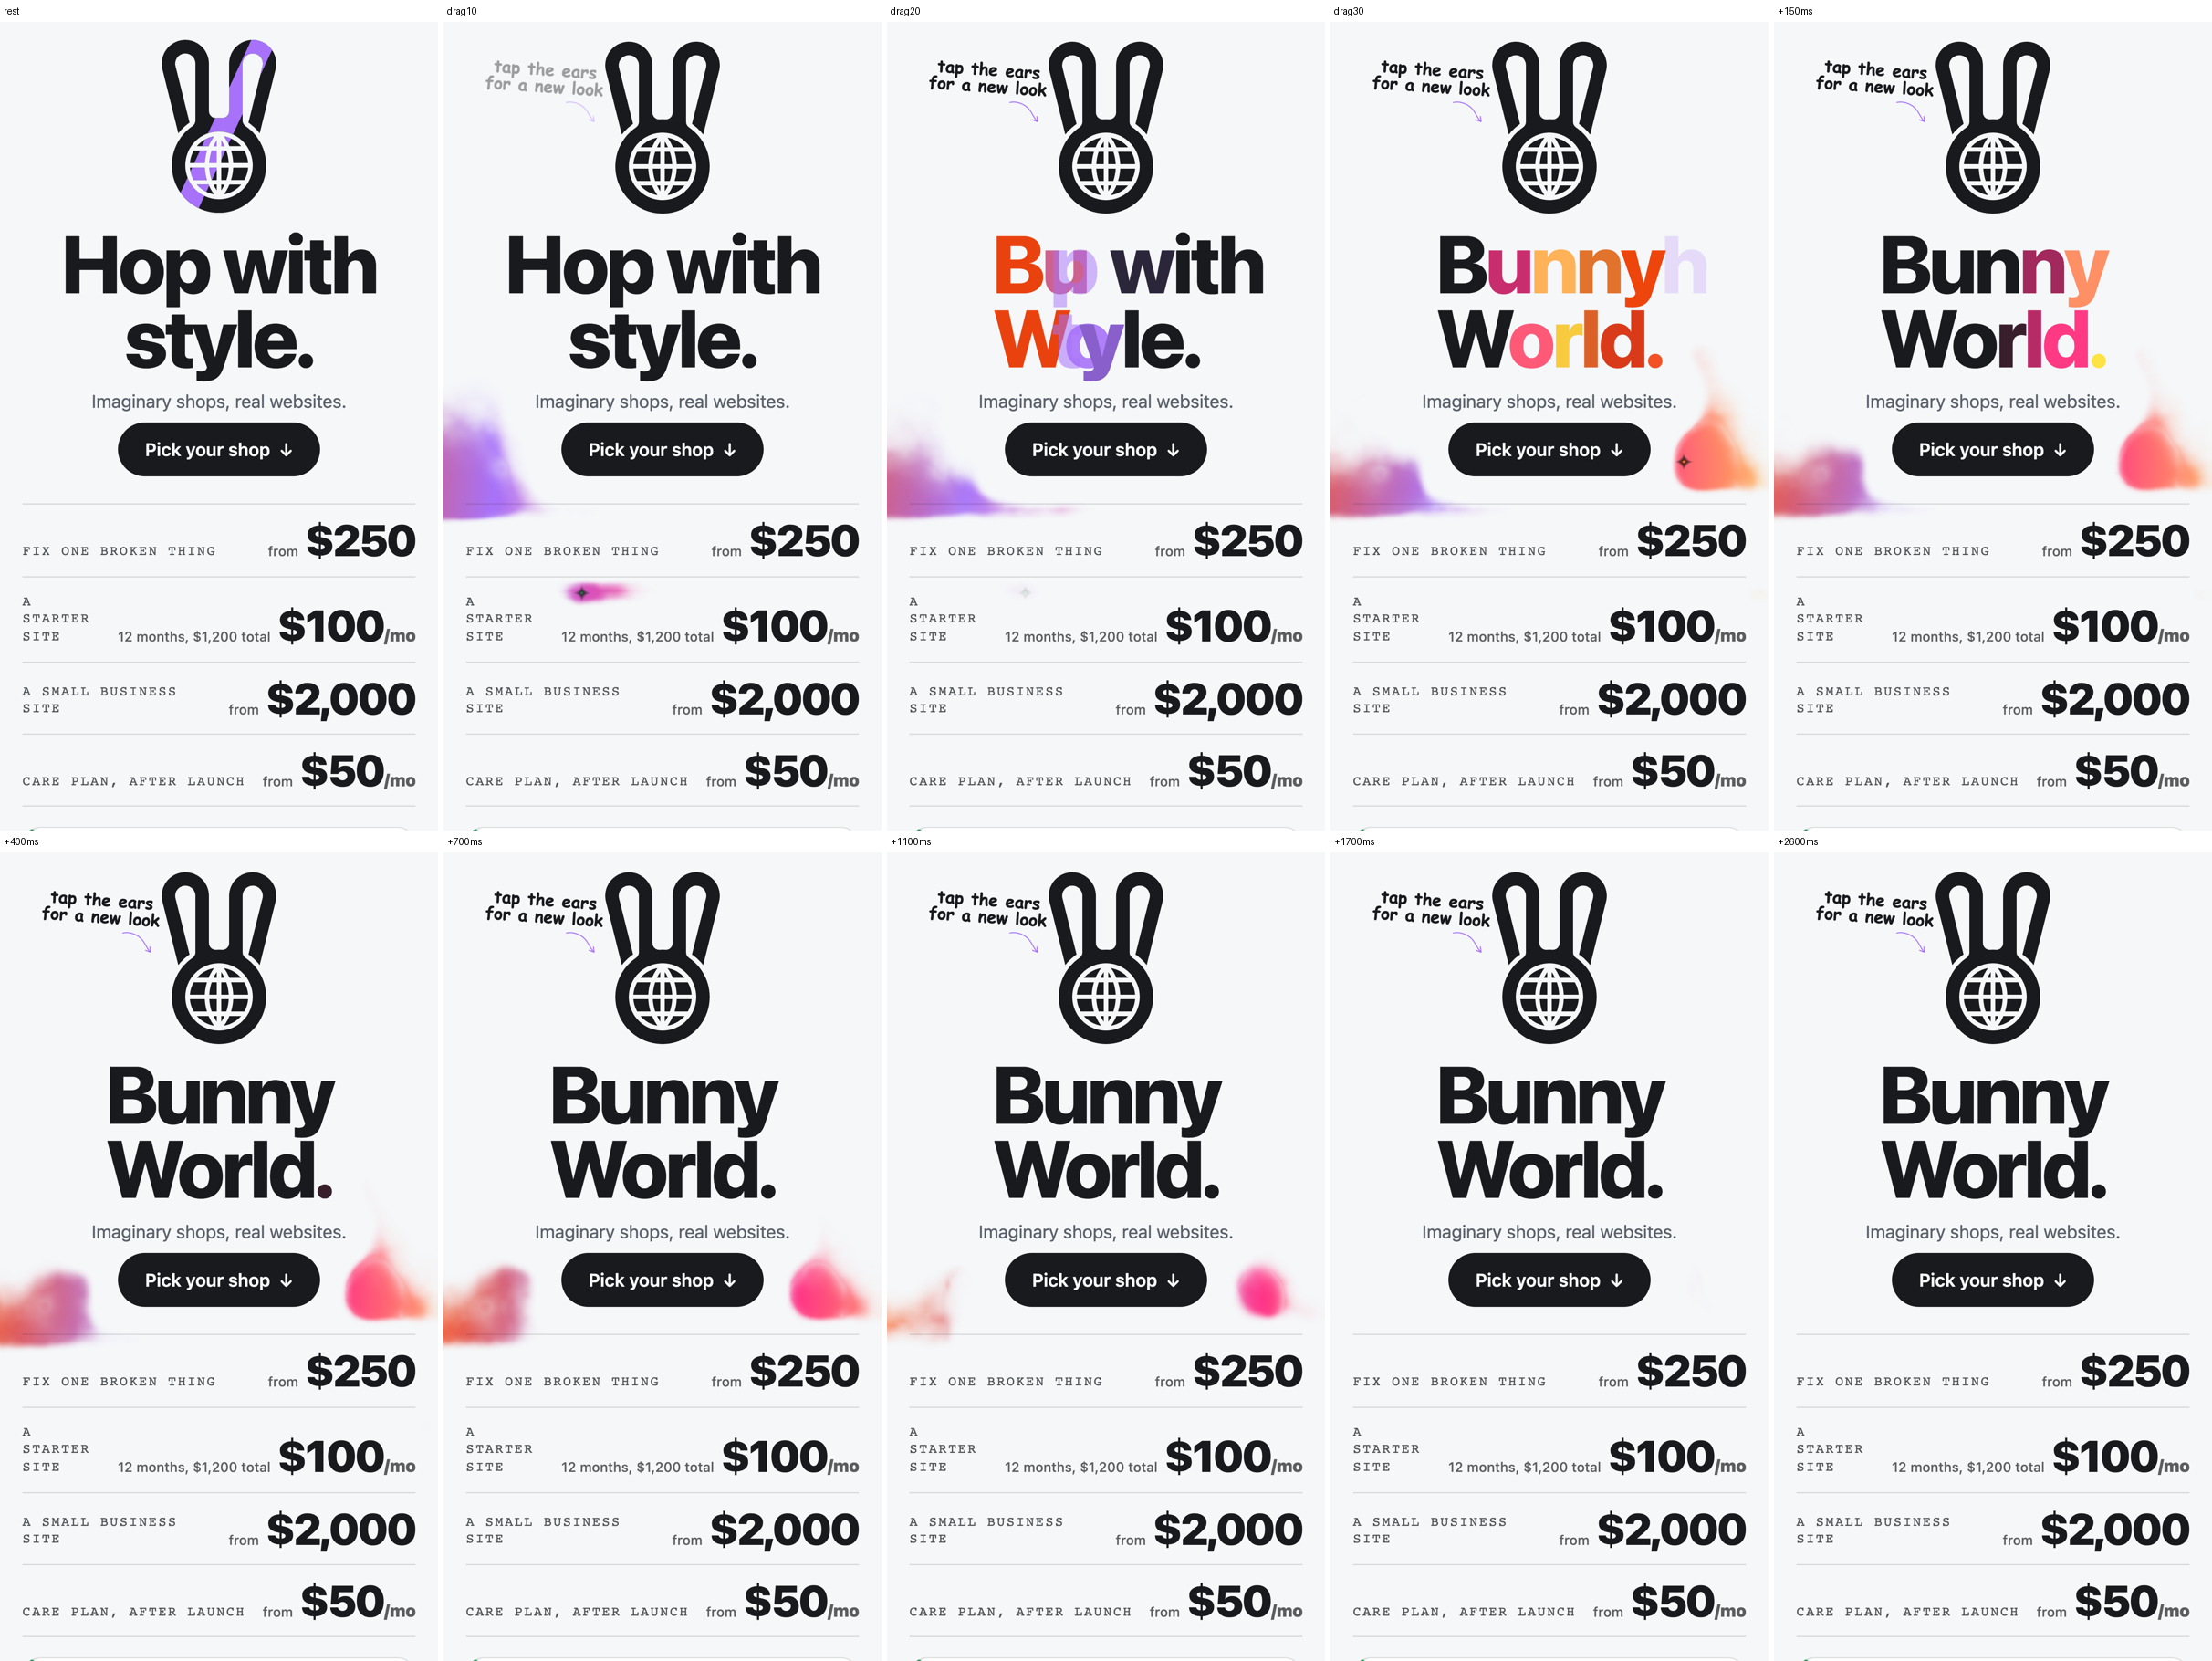 rest
Hop with
style.
Imaginary shops, real websites.
Pick your shop ↓
FIX ONE BROKEN THING from $250
A
STARTER
SITE 12 months, $1,200 total $100/mo
A SMALL BUSINESS
SITE from $2,000
CARE PLAN, AFTER LAUNCH from $50/mo
drag10
tap the ears
for a new look
Hop with
style.
Imaginary shops, real websites.
Pick your shop ↓
FIX ONE BROKEN THING from $250
A
STARTER
SITE 12 months, $1,200 total $100/mo
A SMALL BUSINESS
SITE from $2,000
CARE PLAN, AFTER LAUNCH from $50/mo
drag20
tap the ears
for a new look
Bup with
Wtoyle.
Imaginary shops, real websites.
Pick your shop ↓
FIX ONE BROKEN THING from $250
A
STARTER
SITE 12 months, $1,200 total $100/mo
A SMALL BUSINESS
SITE from $2,000
CARE PLAN, AFTER LAUNCH from $50/mo
drag30
tap the ears
for a new look
Bunnyh
World.
Imaginary shops, real websites.
Pick your shop ↓
FIX ONE BROKEN THING from $250
A
STARTER
SITE 12 months, $1,200 total $100/mo
A SMALL BUSINESS
SITE from $2,000
CARE PLAN, AFTER LAUNCH from $50/mo
+150ms
tap the ears
for a new look
Bunny
World.
Imaginary shops, real websites.
Pick your shop ↓
FIX ONE BROKEN THING from $250
A
STARTER
SITE 12 months, $1,200 total $100/mo
A SMALL BUSINESS
SITE from $2,000
CARE PLAN, AFTER LAUNCH from $50/mo
+400ms
tap the ears
for a new look
Bunny
World.
Imaginary shops, real websites.
Pick your shop ↓
FIX ONE BROKEN THING from $250
A
STARTER
SITE 12 months, $1,200 total $100/mo
A SMALL BUSINESS
SITE from $2,000
CARE PLAN, AFTER LAUNCH from $50/mo
+700ms
tap the ears
for a new look
Bunny
World.
Imaginary shops, real websites.
Pick your shop ↓
FIX ONE BROKEN THING from $250
A
STARTER
SITE 12 months, $1,200 total $100/mo
A SMALL BUSINESS
SITE from $2,000
CARE PLAN, AFTER LAUNCH from $50/mo
+1100ms
tap the ears
for a new look
Bunny
World.
Imaginary shops, real websites.
Pick your shop ↓
FIX ONE BROKEN THING from $250
A
STARTER
SITE 12 months, $1,200 total $100/mo
A SMALL BUSINESS
SITE from $2,000
CARE PLAN, AFTER LAUNCH from $50/mo
+1700ms
tap the ears
for a new look
Bunny
World.
Imaginary shops, real websites.
Pick your shop ↓
FIX ONE BROKEN THING from $250
A
STARTER
SITE 12 months, $1,200 total $100/mo
A SMALL BUSINESS
SITE from $2,000
CARE PLAN, AFTER LAUNCH from $50/mo
+2600ms
tap the ears
for a new look
Bunny
World.
Imaginary shops, real websites.
Pick your shop ↓
FIX ONE BROKEN THING from $250
A
STARTER
SITE 12 months, $1,200 total $100/mo
A SMALL BUSINESS
SITE from $2,000
CARE PLAN, AFTER LAUNCH from $50/mo